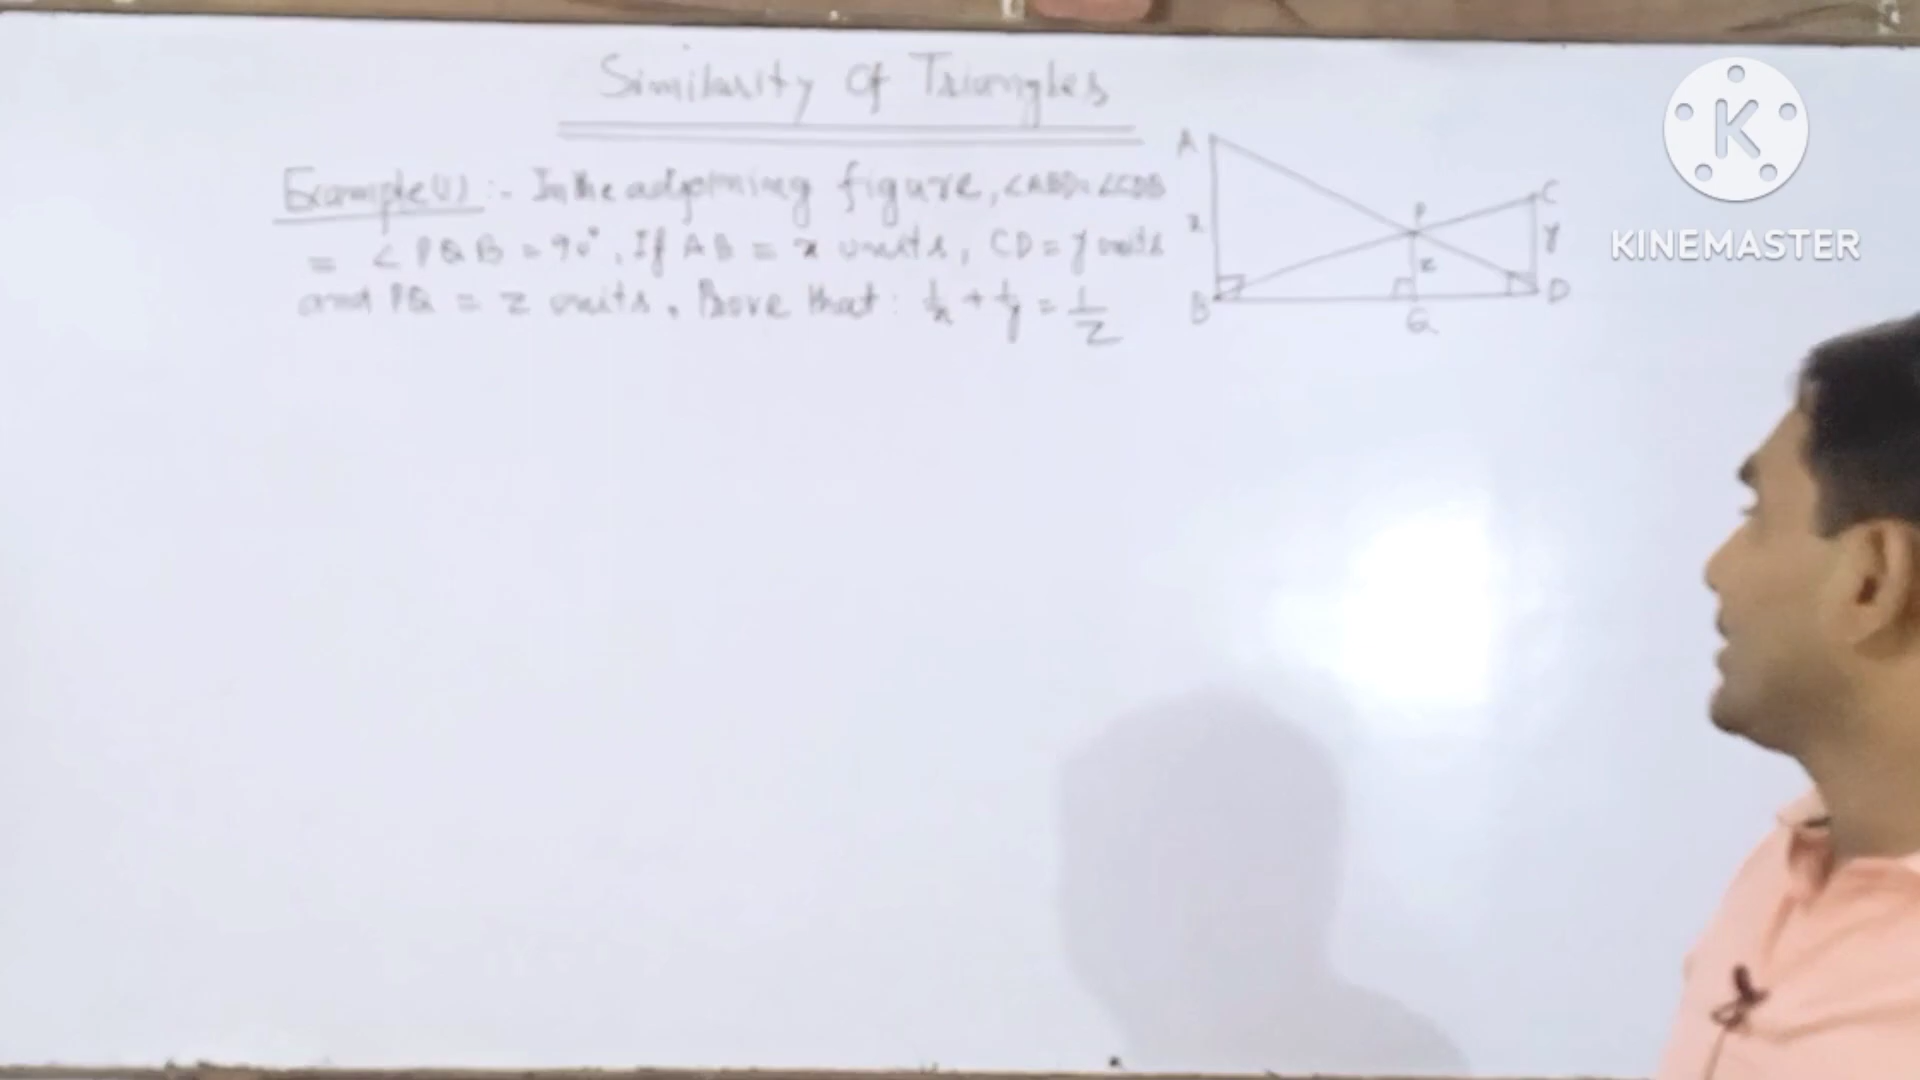 Similarity Of Triangles
Example (1) :- In the adjoining figure, ∠ABD = ∠CDB
= ∠PQB = 90°. If AB = x units, CD = y units
and PQ = z units, Prove that : 1/x + 1/y = 1/z
A
x
B
P
z
Q
C
y
D
K
KINEMASTER